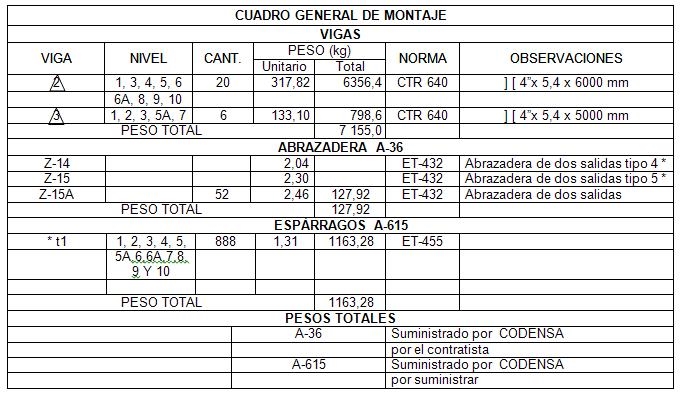 CUADRO GENERAL DE MONTAJE
VIGAS
VIGA NIVEL CANT. PESO (kg) NORMA OBSERVACIONES
Unitario Total
2 1, 3, 4, 5, 6 20 317,82 6356,4 CTR 640 ] [ 4”x 5,4 x 6000 mm
6A, 8, 9, 10
3 1, 2, 3, 5A, 7 6 133,10 798,6 CTR 640 ] [ 4”x 5,4 x 5000 mm
PESO TOTAL 7 155,0
ABRAZADERA A-36
Z-14 2,04 ET-432 Abrazadera de dos salidas tipo 4 *
Z-15 2,30 ET-432 Abrazadera de dos salidas tipo 5 *
Z-15A 52 2,46 127,92 ET-432 Abrazadera de dos salidas
PESO TOTAL 127,92
ESPÁRRAGOS A-615
* t1 1, 2, 3, 4, 5, 888 1,31 1163,28 ET-455
5A,6,6A,7,8,
9 Y 10
PESO TOTAL 1163,28
PESOS TOTALES
A-36 Suministrado por CODENSA
por el contratista
A-615 Suministrado por CODENSA
por suministrar